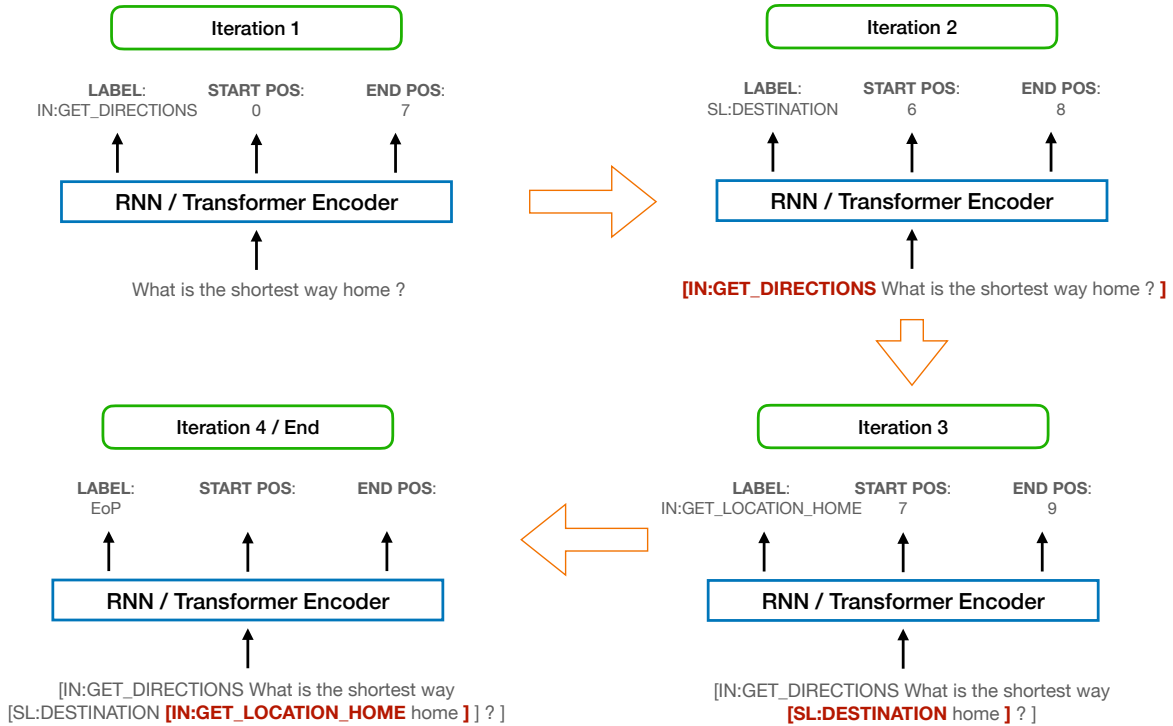 Iteration 1
LABEL: START POS: END POS:
IN:GET_DIRECTIONS 0 7
RNN / Transformer Encoder
What is the shortest way home ?
Iteration 2
LABEL: START POS: END POS:
SL:DESTINATION 6 8
RNN / Transformer Encoder
[IN:GET_DIRECTIONS What is the shortest way home ? ]
Iteration 3
LABEL: START POS: END POS:
IN:GET_LOCATION_HOME 7 9
RNN / Transformer Encoder
[IN:GET_DIRECTIONS What is the shortest way
[SL:DESTINATION home ] ? ]
Iteration 4 / End
LABEL: START POS: END POS:
EoP
RNN / Transformer Encoder
[IN:GET_DIRECTIONS What is the shortest way
[SL:DESTINATION [IN:GET_LOCATION_HOME home ] ] ? ]